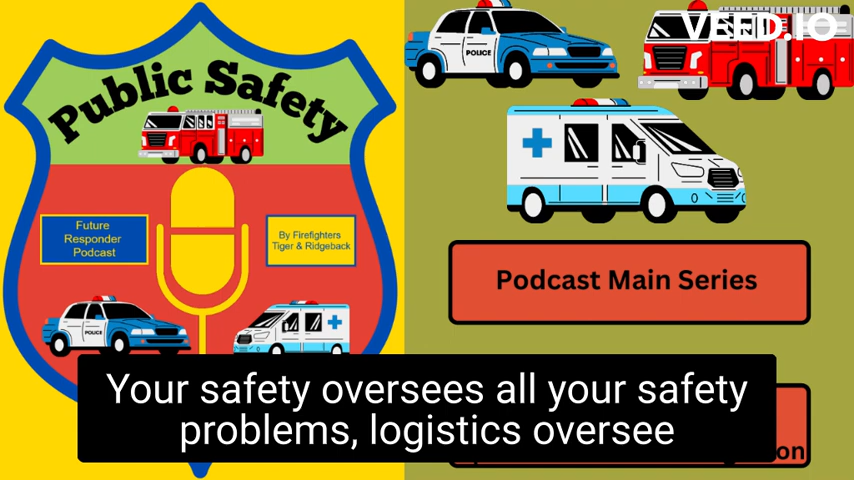 VEED.IO
Public Safety
POLICE
Future
Responder
Podcast
By Firefighters
Tiger & Ridgeback
POLICE
Podcast Main Series
Your safety oversees all your safety
problems, logistics oversee
on